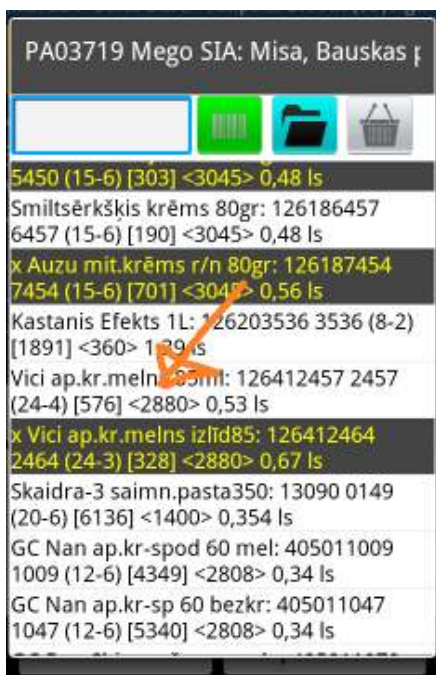 PA03719 Mego SIA: Misa, Bauskas
5450 (15-6) [303] <3045> 0,48 ls
Smiltsērkšķis krēms 80gr: 126186457
6457 (15-6) [190] <3045> 0,48 ls
x Auzu mit.krēms r/n 80gr: 126187454
7454 (15-6) [701] <3045> 0,56 ls
Kastanis Efekts 1L: 126203536 3536 (8-2)
[1891] <360> ls
Vici ap.kr.melns 85ml: 126412457 2457
(24-4) [576] <2880> 0,53 ls
x Vici ap.kr.melns izlīd85: 126412464
2464 (24-3) [328] <2880> 0,67 ls
Skaidra-3 saimn.pasta350: 13090 0149
(20-6) [6136] <1400> 0,354 ls
GC Nan ap.kr-spod 60 mel: 405011009
1009 (12-6) [4349] <2808> 0,34 ls
GC Nan ap.kr-sp 60 bezkr: 405011047
1047 (12-6) [5340] <2808> 0,34 ls